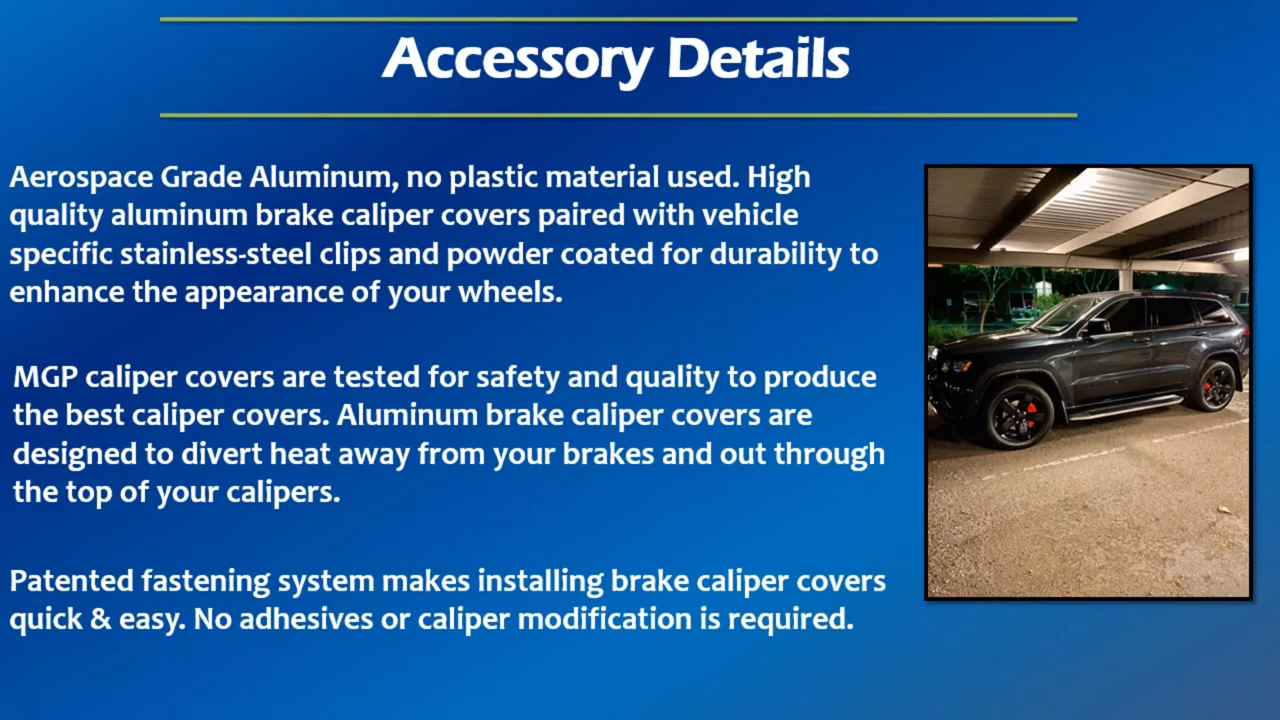 Accessory Details
Aerospace Grade Aluminum, no plastic material used. High
quality aluminum brake caliper covers paired with vehicle
specific stainless-steel clips and powder coated for durability to
enhance the appearance of your wheels.
MGP caliper covers are tested for safety and quality to produce
the best caliper covers. Aluminum brake caliper covers are
designed to divert heat away from your brakes and out through
the top of your calipers.
Patented fastening system makes installing brake caliper covers
quick & easy. No adhesives or caliper modification is required.